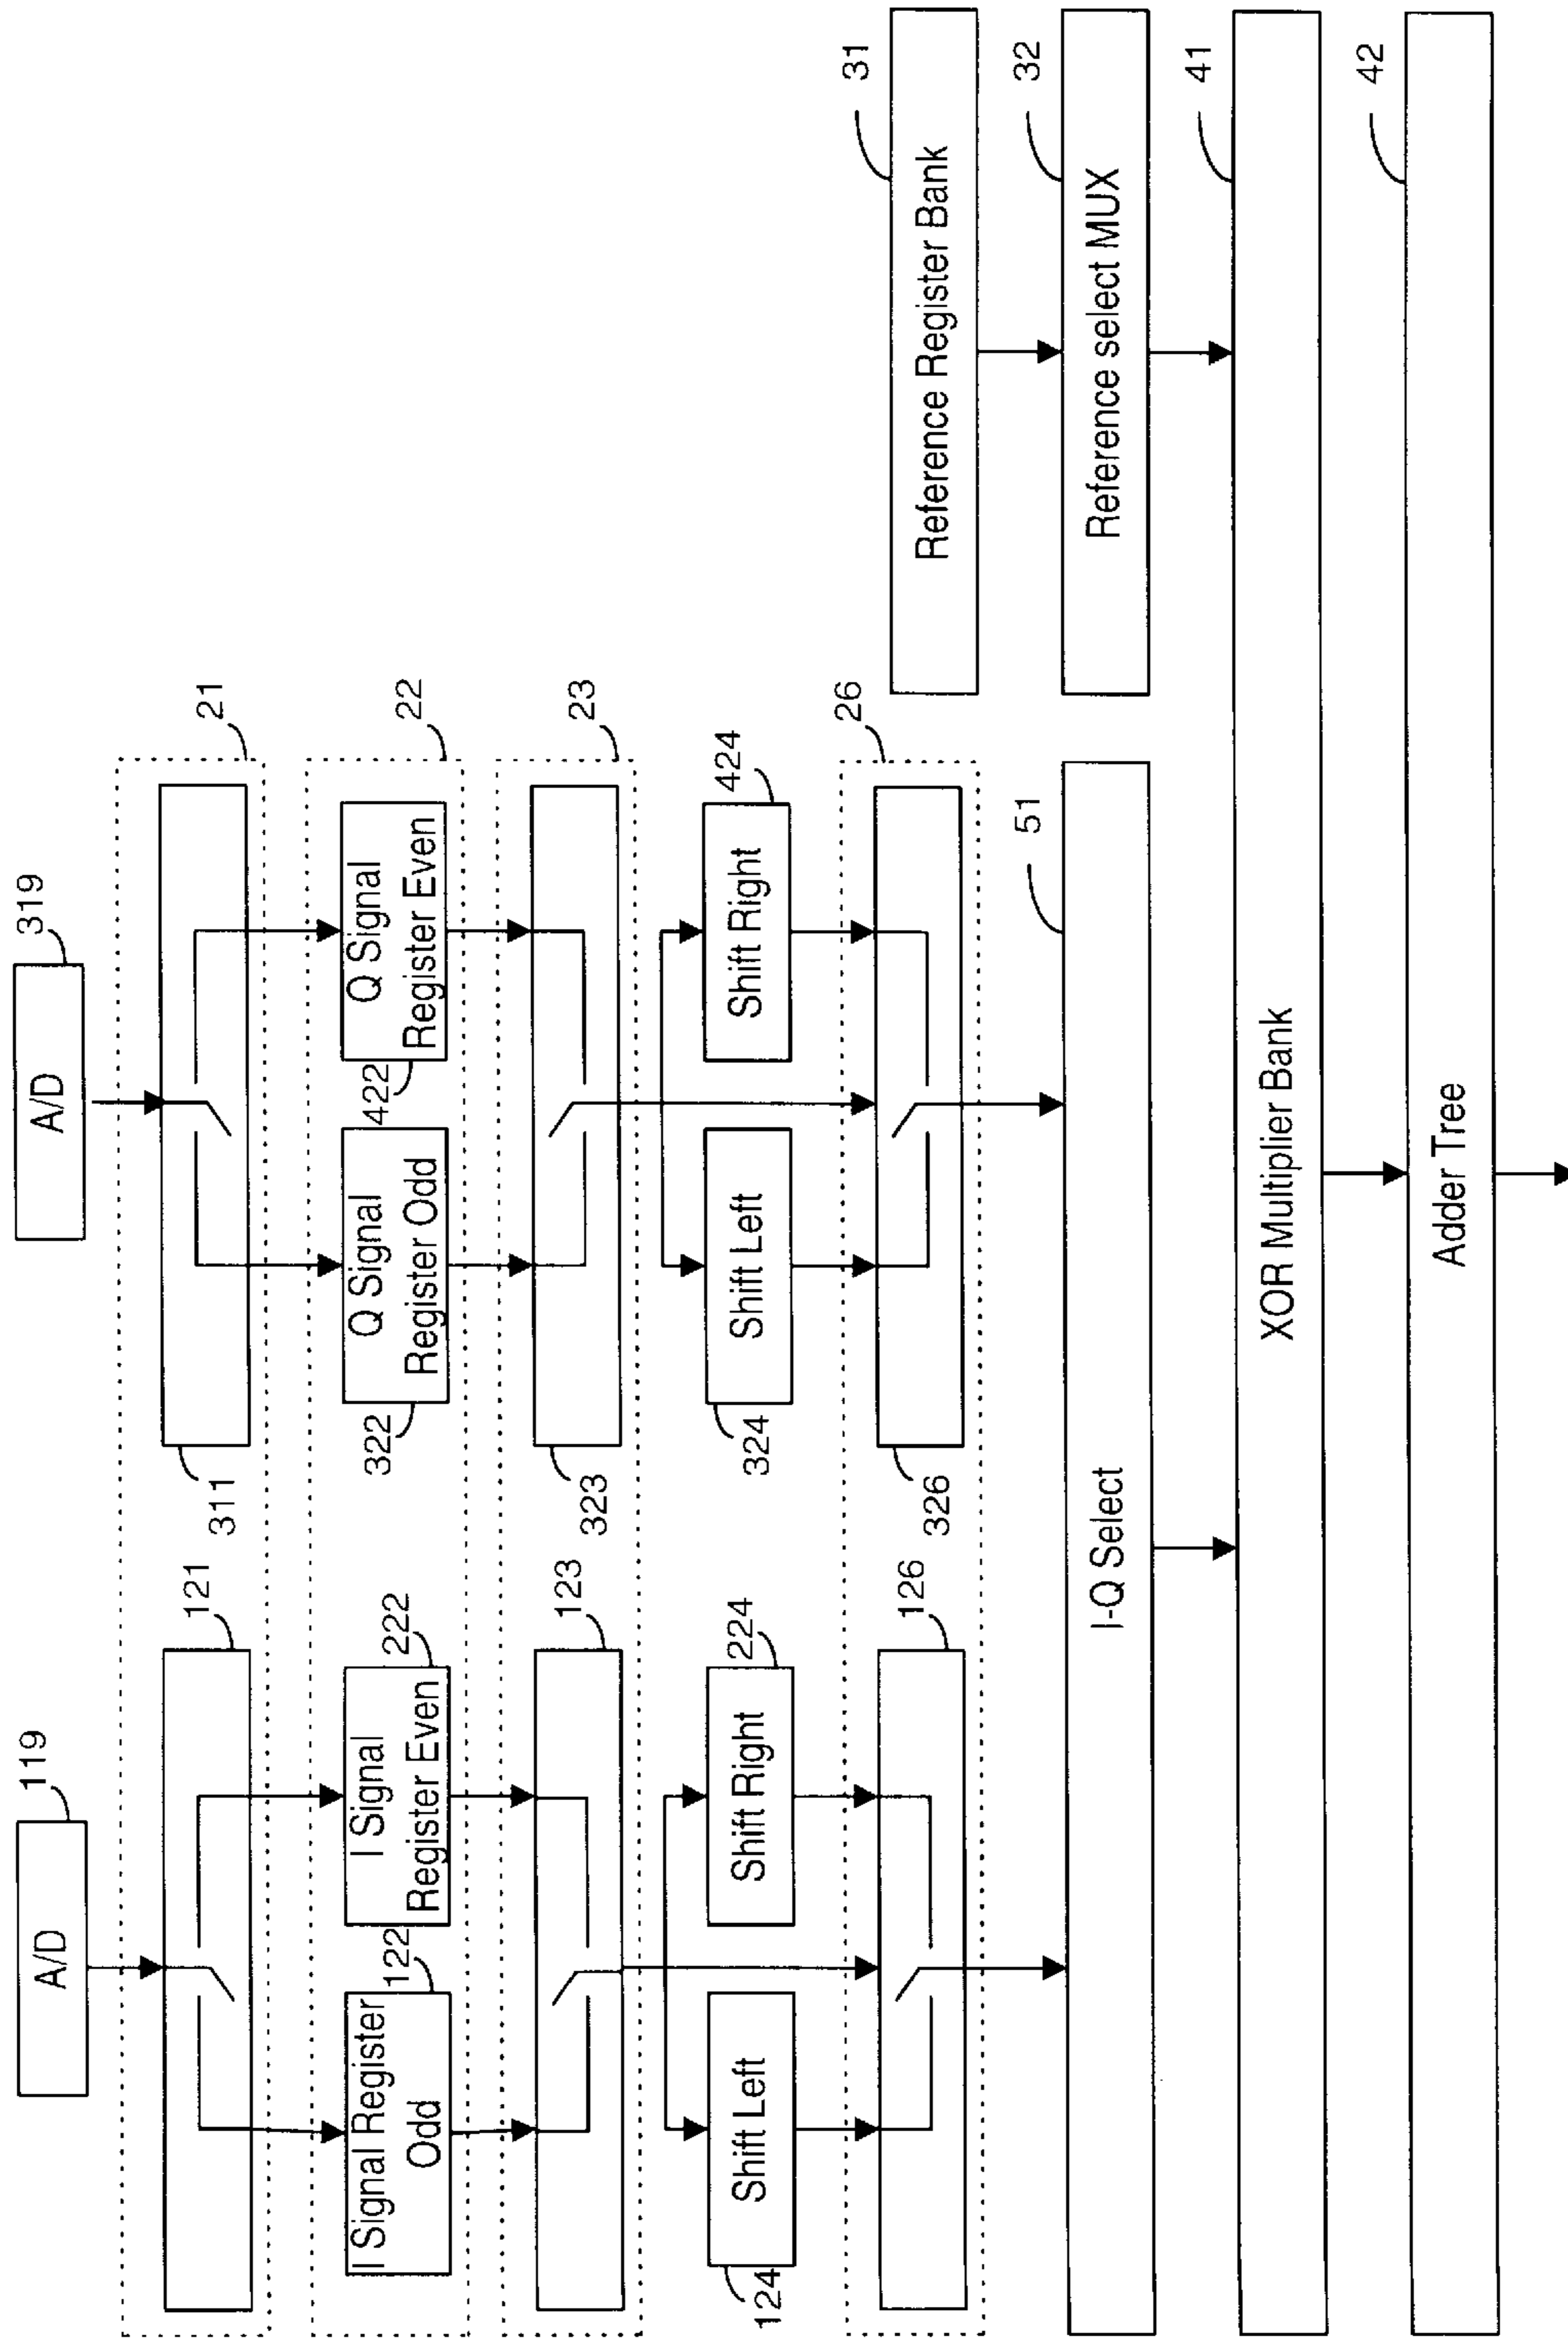 A/D
119
A/D
319
121
311
21
I Signal Register
Odd
122
I Signal
Register Even
222
Q Signal
Register Odd
322
Q Signal
Register Even
422
22
123
323
23
Shift Left
124
Shift Right
224
Shift Left
324
Shift Right
424
126
326
26
Reference Register Bank
31
I-Q Select
51
Reference select MUX
32
XOR Multiplier Bank
41
Adder Tree
42